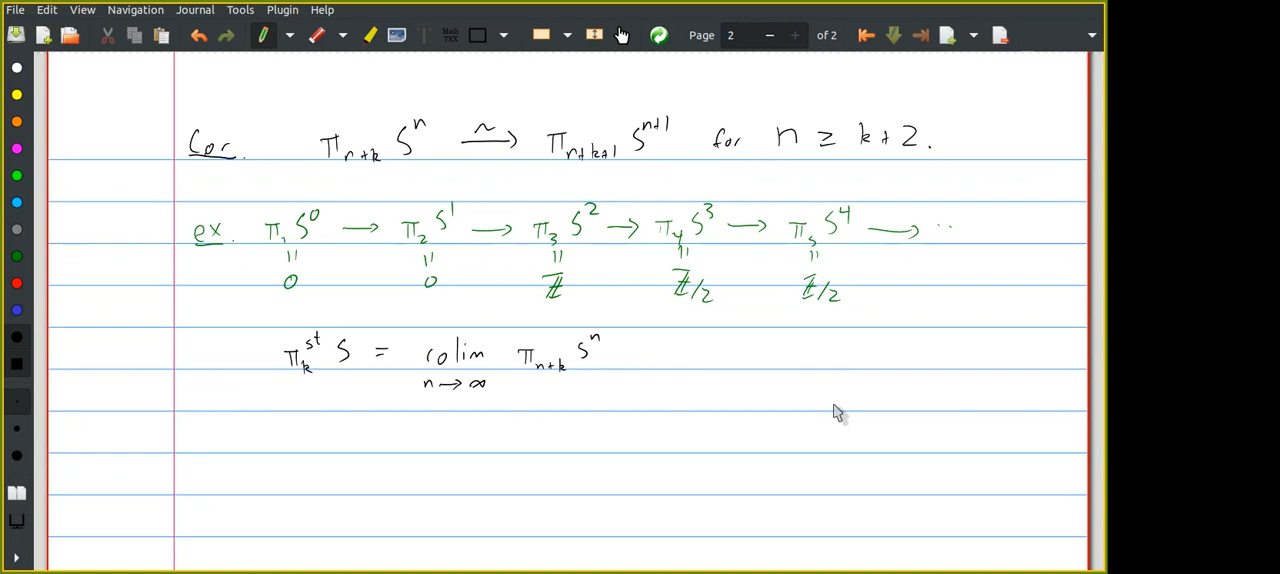 File Edit View Navigation Journal Tools Plugin Help
Math TEX Page 2 − + of 2
Cor. π_{n+k} S^n ⥲ π_{n+k+1} S^{n+1} for n ≥ k+2.
ex. π_1 S^0 → π_2 S^1 → π_3 S^2 → π_4 S^3 → π_5 S^4 → ..
= = = = =
0 0 ℤ ℤ/2 ℤ/2
π_k^{st} S = colim_{n→∞} π_{n+k} S^n